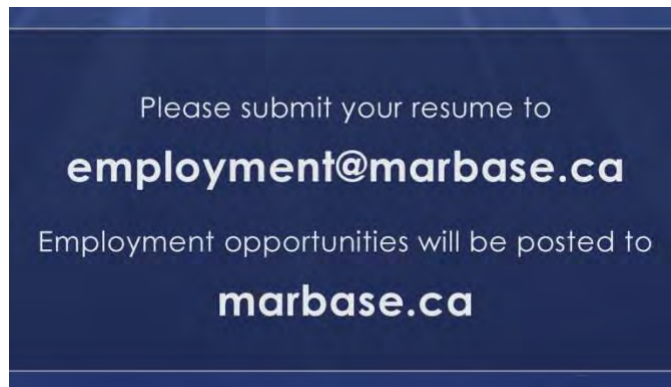 Please submit your resume to
employment@marbase.ca
Employment opportunities will be posted to
marbase.ca